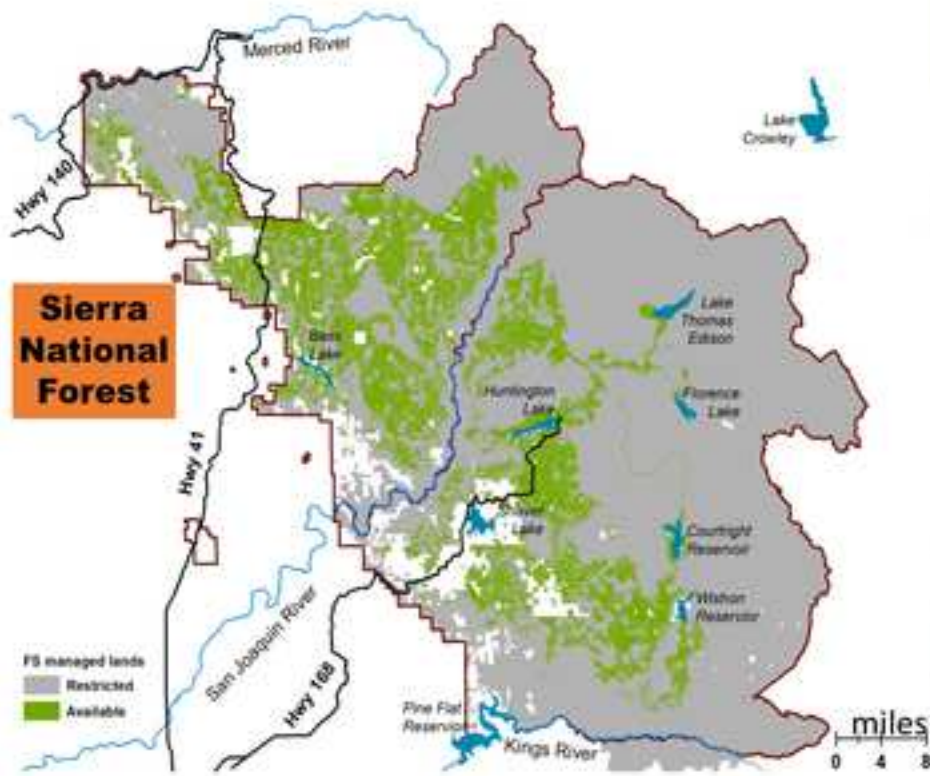 Merced River
Lake
Crowley
Hwy 140
Sierra
National
Forest
Lake
Thomas
Edison
Bass
Lake
Huntington
Lake
Florence
Lake
Hwy 41
Shaver
Lake
Courtright
Reservoir
Wishon
Reservoir
San Joaquin River
FS managed lands
Restricted
Available
Hwy 168
Pine Flat
Reservoir
Kings River
miles
0 4 8